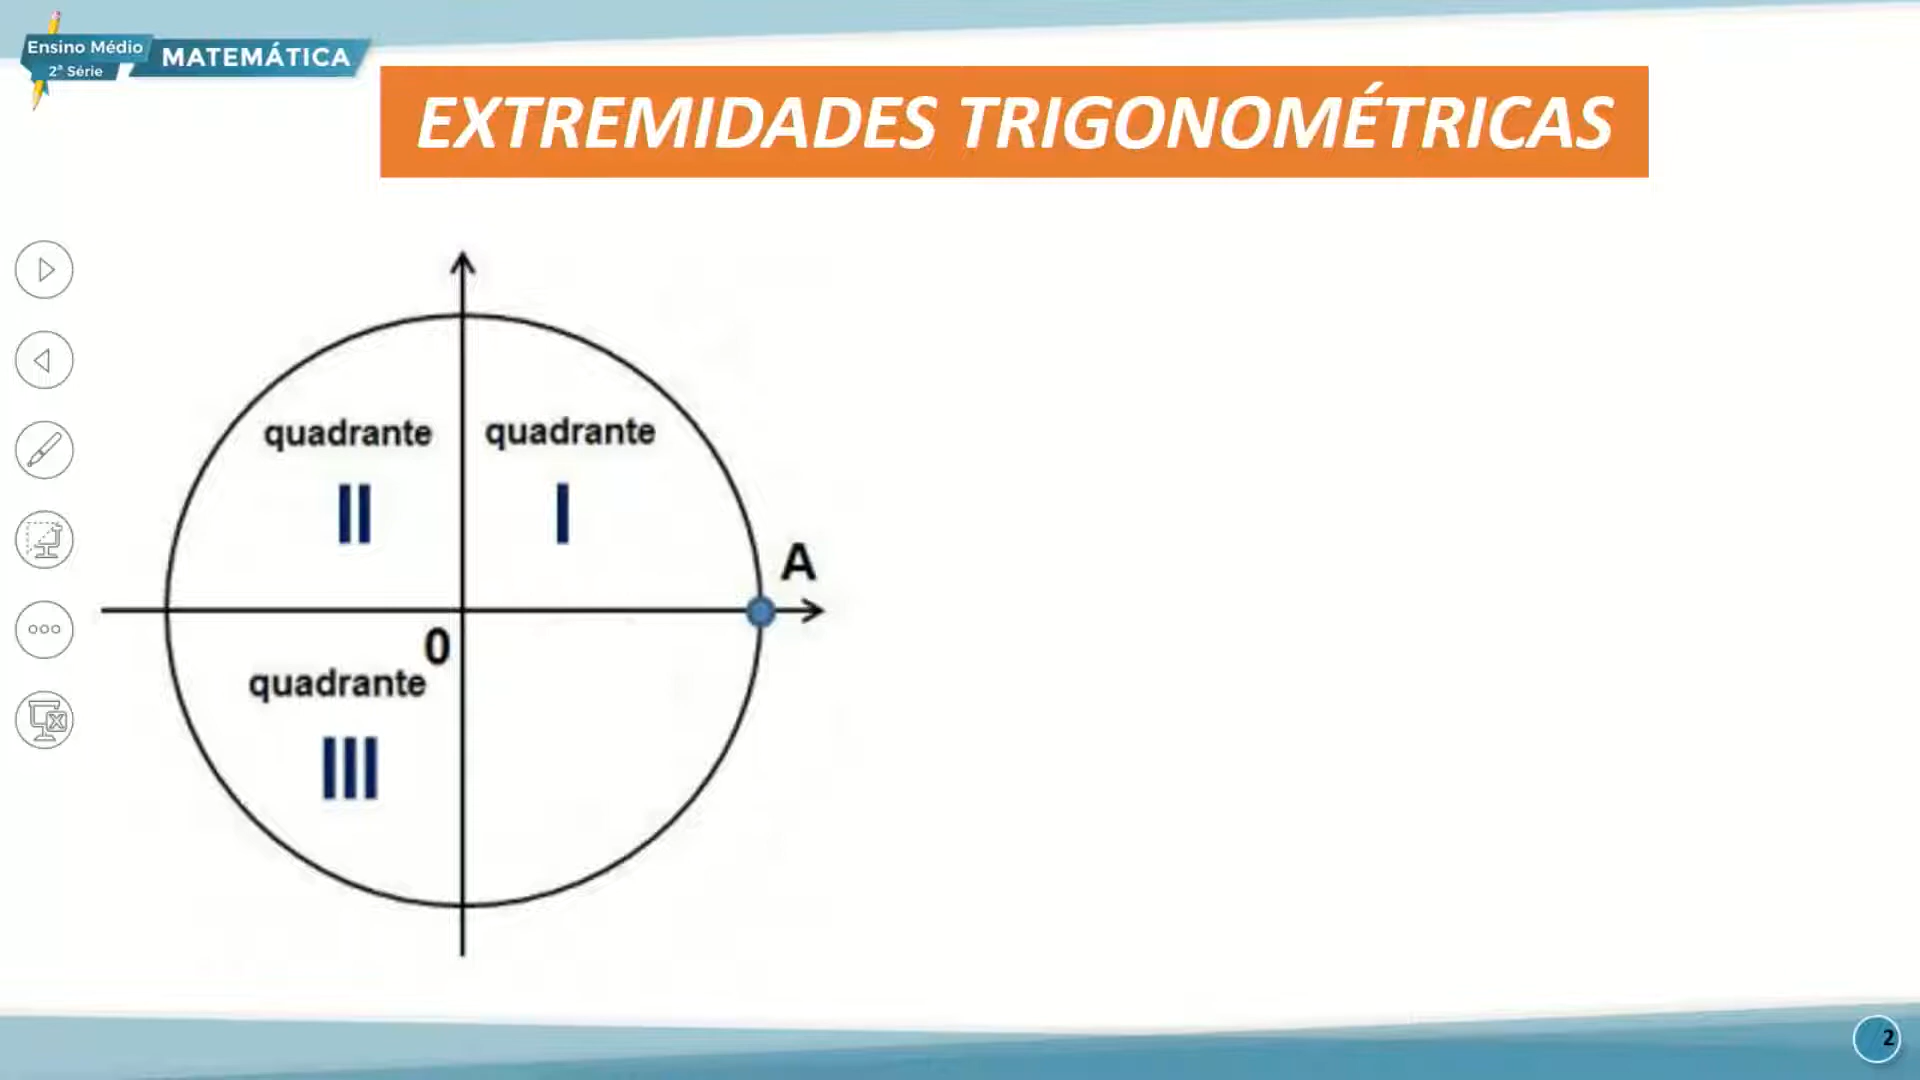 Ensino Médio
2ª Série
MATEMÁTICA
EXTREMIDADES TRIGONOMÉTRICAS
quadrante quadrante
II I
A
0
quadrante
III
2